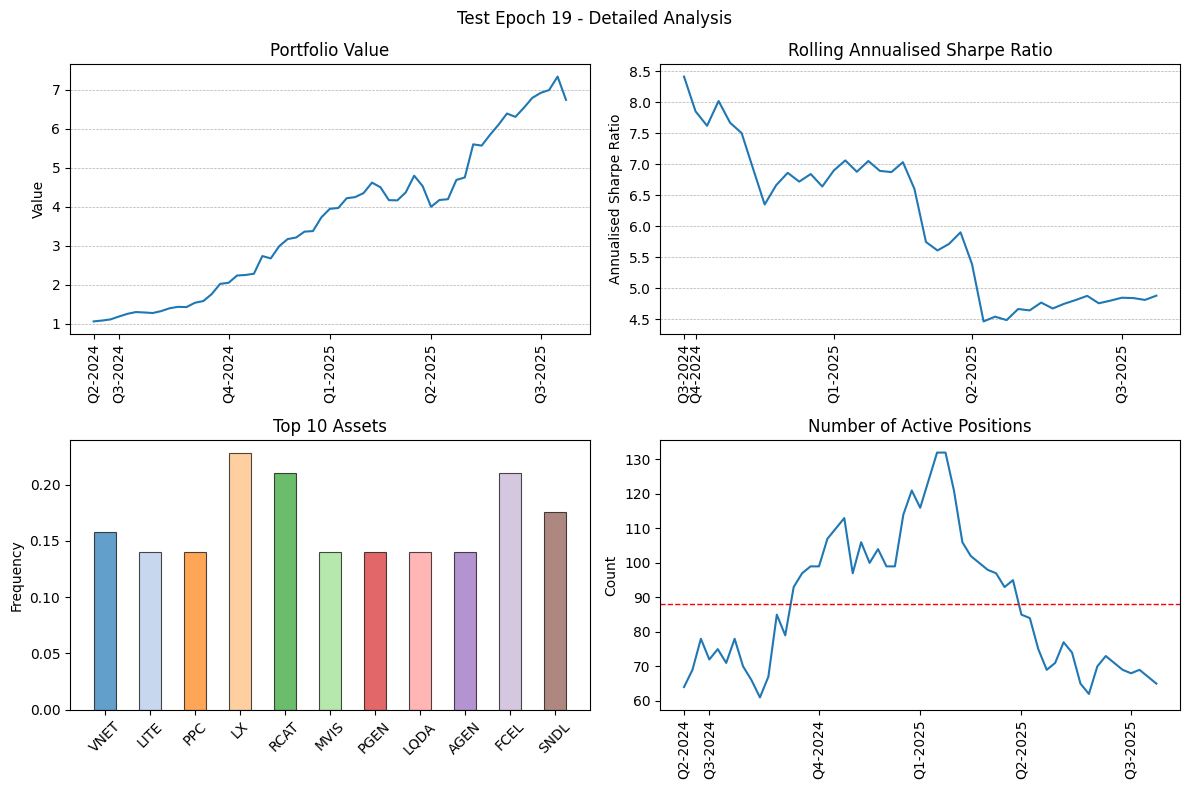 Test Epoch 19 - Detailed Analysis
Portfolio Value
Value
7
6
5
4
3
2
1
Q2-2024
Q3-2024
Q4-2024
Q1-2025
Q2-2025
Q3-2025
Rolling Annualised Sharpe Ratio
Annualised Sharpe Ratio
8.5
8.0
7.5
7.0
6.5
6.0
5.5
5.0
4.5
Q3-2024
Q4-2024
Q1-2025
Q2-2025
Q3-2025
Top 10 Assets
Frequency
0.20
0.15
0.10
0.05
0.00
VNET
LITE
PPC
LX
RCAT
MVIS
PGEN
LQDA
AGEN
FCEL
SNDL
Number of Active Positions
Count
130
120
110
100
90
80
70
60
Q2-2024
Q3-2024
Q4-2024
Q1-2025
Q2-2025
Q3-2025